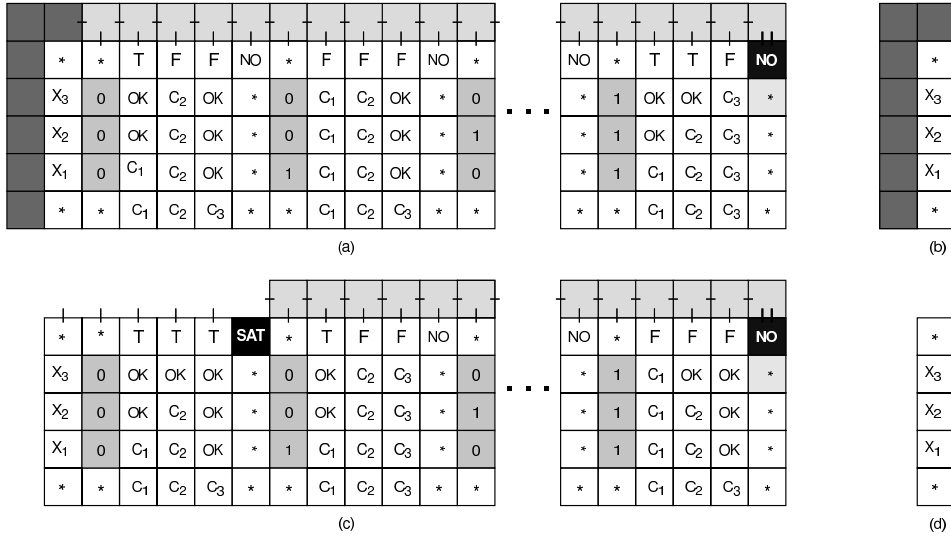 * * T F F NO * F F F NO * NO * T T F NO *
X3 0 OK C2 OK * 0 C1 C2 OK * 0 * 1 OK OK C3 * X3
X2 0 OK C2 OK * 0 C1 C2 OK * 1 ... * 1 OK C2 C3 * X2
X1 0 C1 C2 OK * 1 C1 C2 OK * 0 * 1 C1 C2 C3 * X1
* * C1 C2 C3 * * C1 C2 C3 * * * * C1 C2 C3 * *
(a) (b)
* * T T T SAT * T F F NO * NO * F F F NO *
X3 0 OK OK OK * 0 OK C2 C3 * 0 ... * 1 C1 OK OK * X3
X2 0 OK C2 OK * 0 OK C2 C3 * 1 * 1 C1 C2 OK * X2
X1 0 C1 C2 OK * 1 OK C2 C3 * 0 * 1 C1 C2 OK * X1
* * C1 C2 C3 * * C1 C2 C3 * * * * C1 C2 C3 * *
(c) (d)